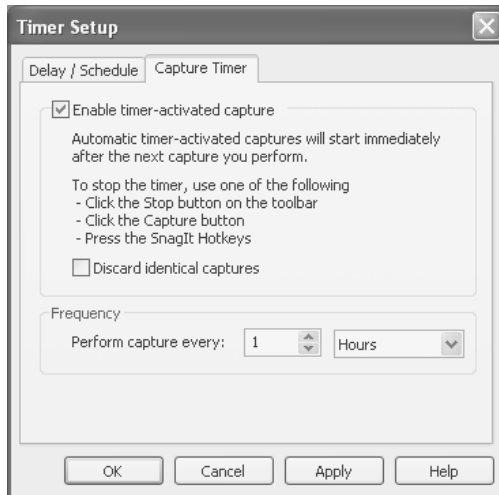 Timer Setup
Delay / Schedule Capture Timer
Enable timer-activated capture
Automatic timer-activated captures will start immediately
after the next capture you perform.
To stop the timer, use one of the following
- Click the Stop button on the toolbar
- Click the Capture button
- Press the SnagIt Hotkeys
Discard identical captures
Frequency
Perform capture every: 1 Hours
OK Cancel Apply Help